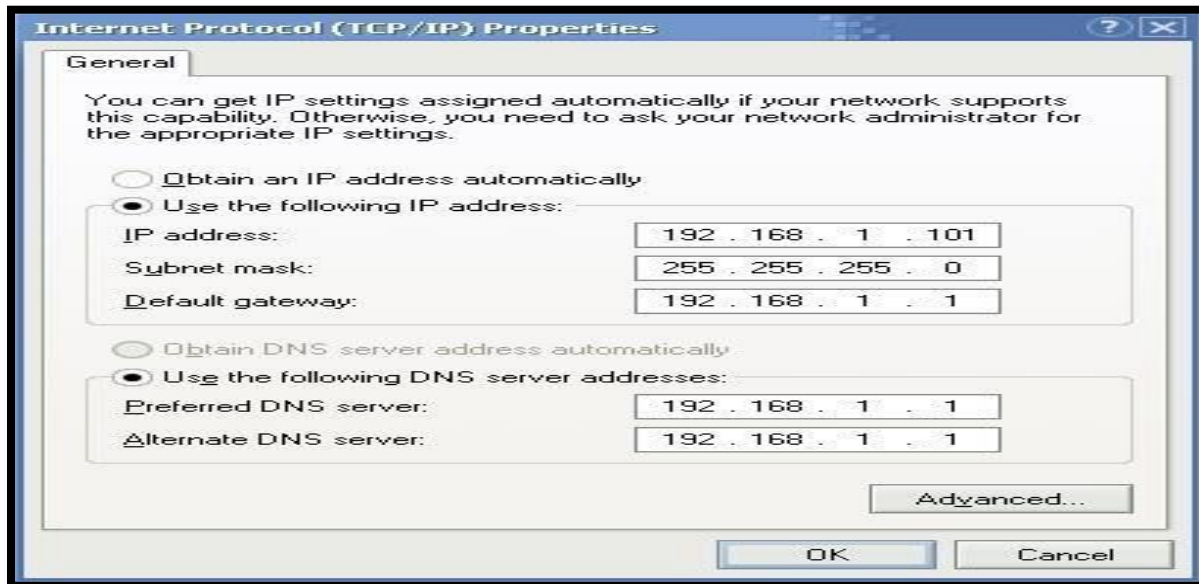 Internet Protocol (TCP/IP) Properties
General
You can get IP settings assigned automatically if your network supports
this capability. Otherwise, you need to ask your network administrator for
the appropriate IP settings.
Obtain an IP address automatically
Use the following IP address:
IP address: 192 . 168 . 1 . 101
Subnet mask: 255 . 255 . 255 . 0
Default gateway: 192 . 168 . 1 . 1
Obtain DNS server address automatically
Use the following DNS server addresses:
Preferred DNS server: 192 . 168 . 1 . 1
Alternate DNS server: 192 . 168 . 1 . 1
Advanced...
OK Cancel